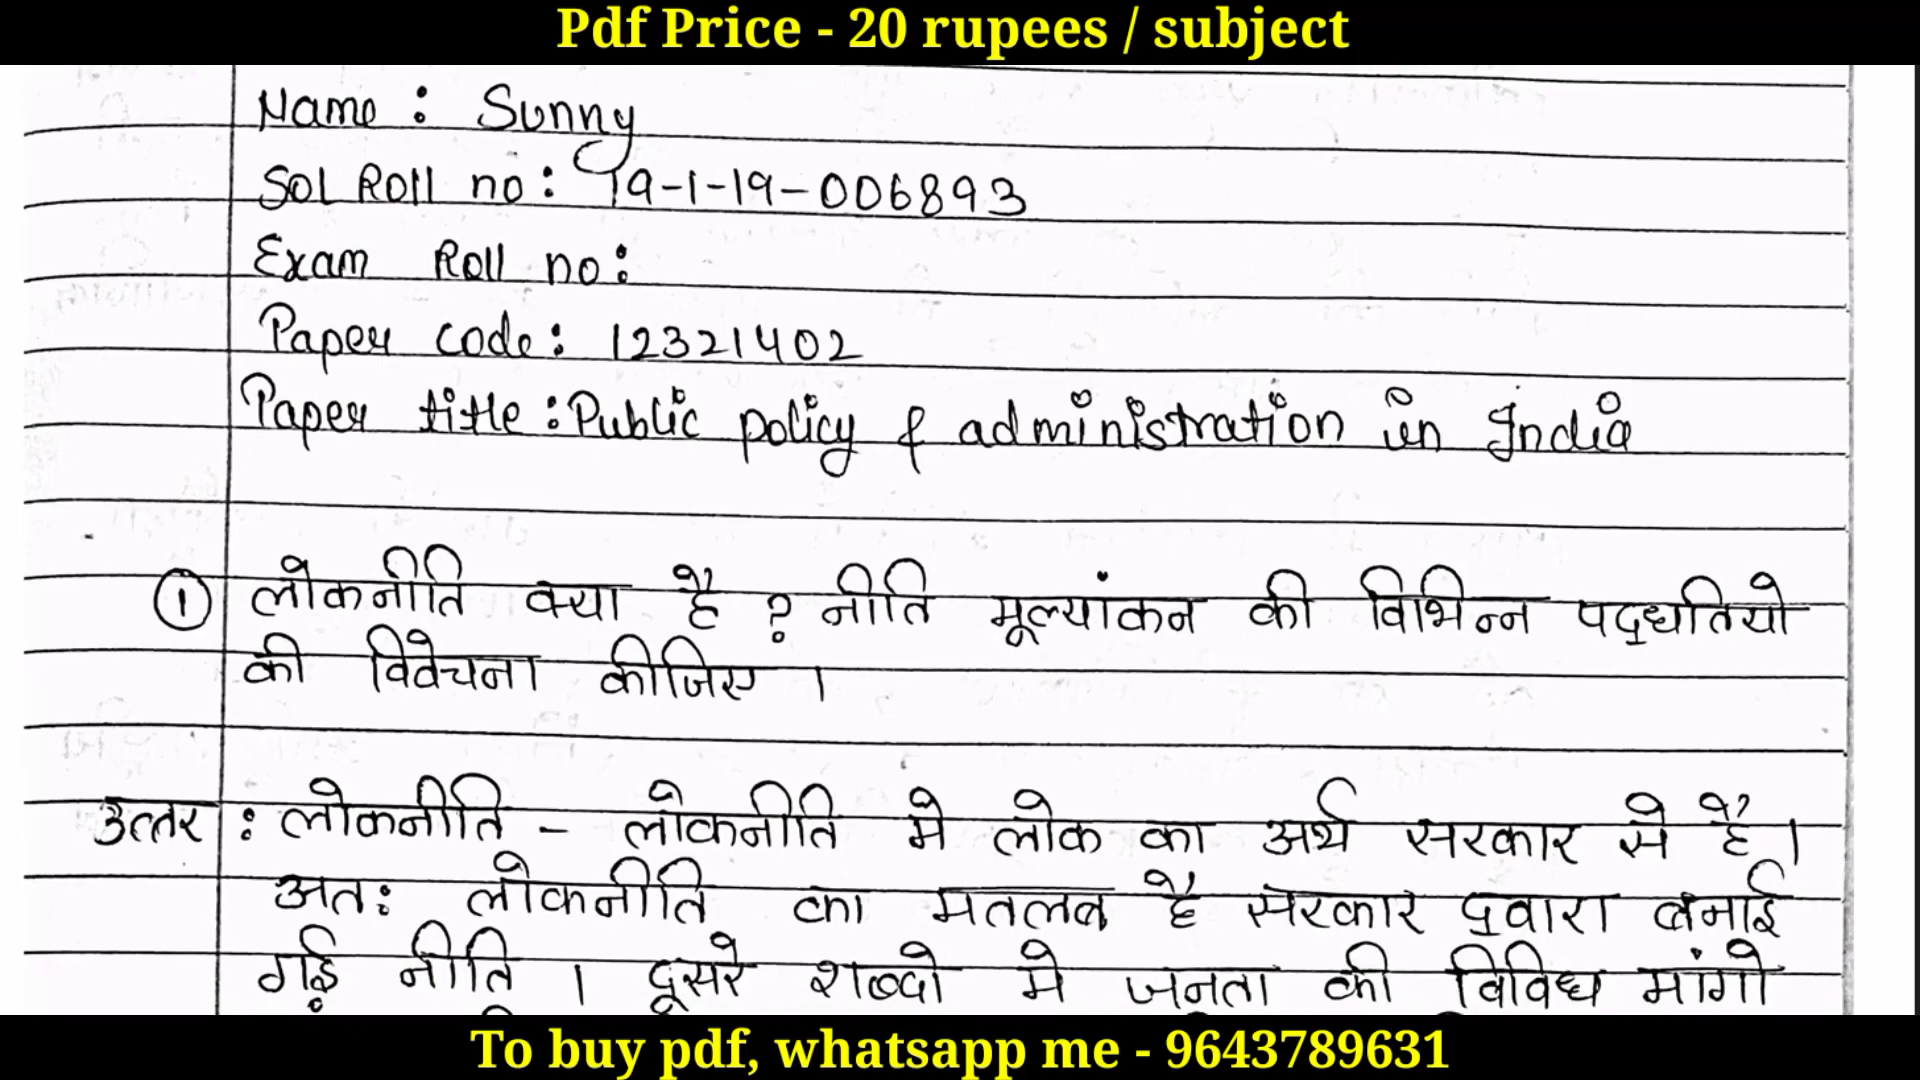 Pdf Price - 20 rupees / subject
Name : Sunny
SOL Roll no : 19-1-19-006893
Exam Roll no :
Paper code : 12321402
Paper title : Public policy & administration in India
① लोकनीति क्या है ? नीति मूल्यांकन की विभिन्न पद्धतियो
की विवेचना कीजिए ।
उत्तर : लोकनीति - लोकनीति मे लोक का अर्थ सरकार से है ।
अतः लोकनीति का मतलब है सरकार द्वारा बनाई
गई नीति । दूसरे शब्दो मे जनता की विविध मांगो
To buy pdf, whatsapp me - 9643789631